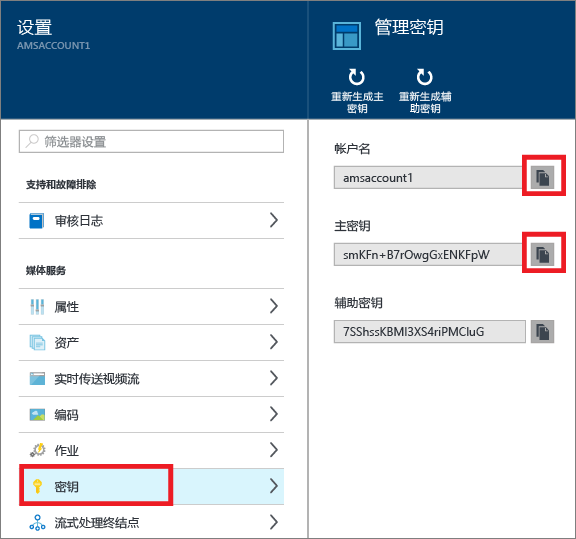 设置
AMSACCOUNT1
筛选器设置
支持和故障排除
审核日志
媒体服务
属性
资产
实时传送视频流
编码
作业
密钥
流式处理终结点
管理密钥
重新生成主
密钥
重新生成辅
助密钥
帐户名
amsaccount1
主密钥
smKFn+B7rOwgGxENKFpW
辅助密钥
7SShssKBMI3XS4riPMCluG